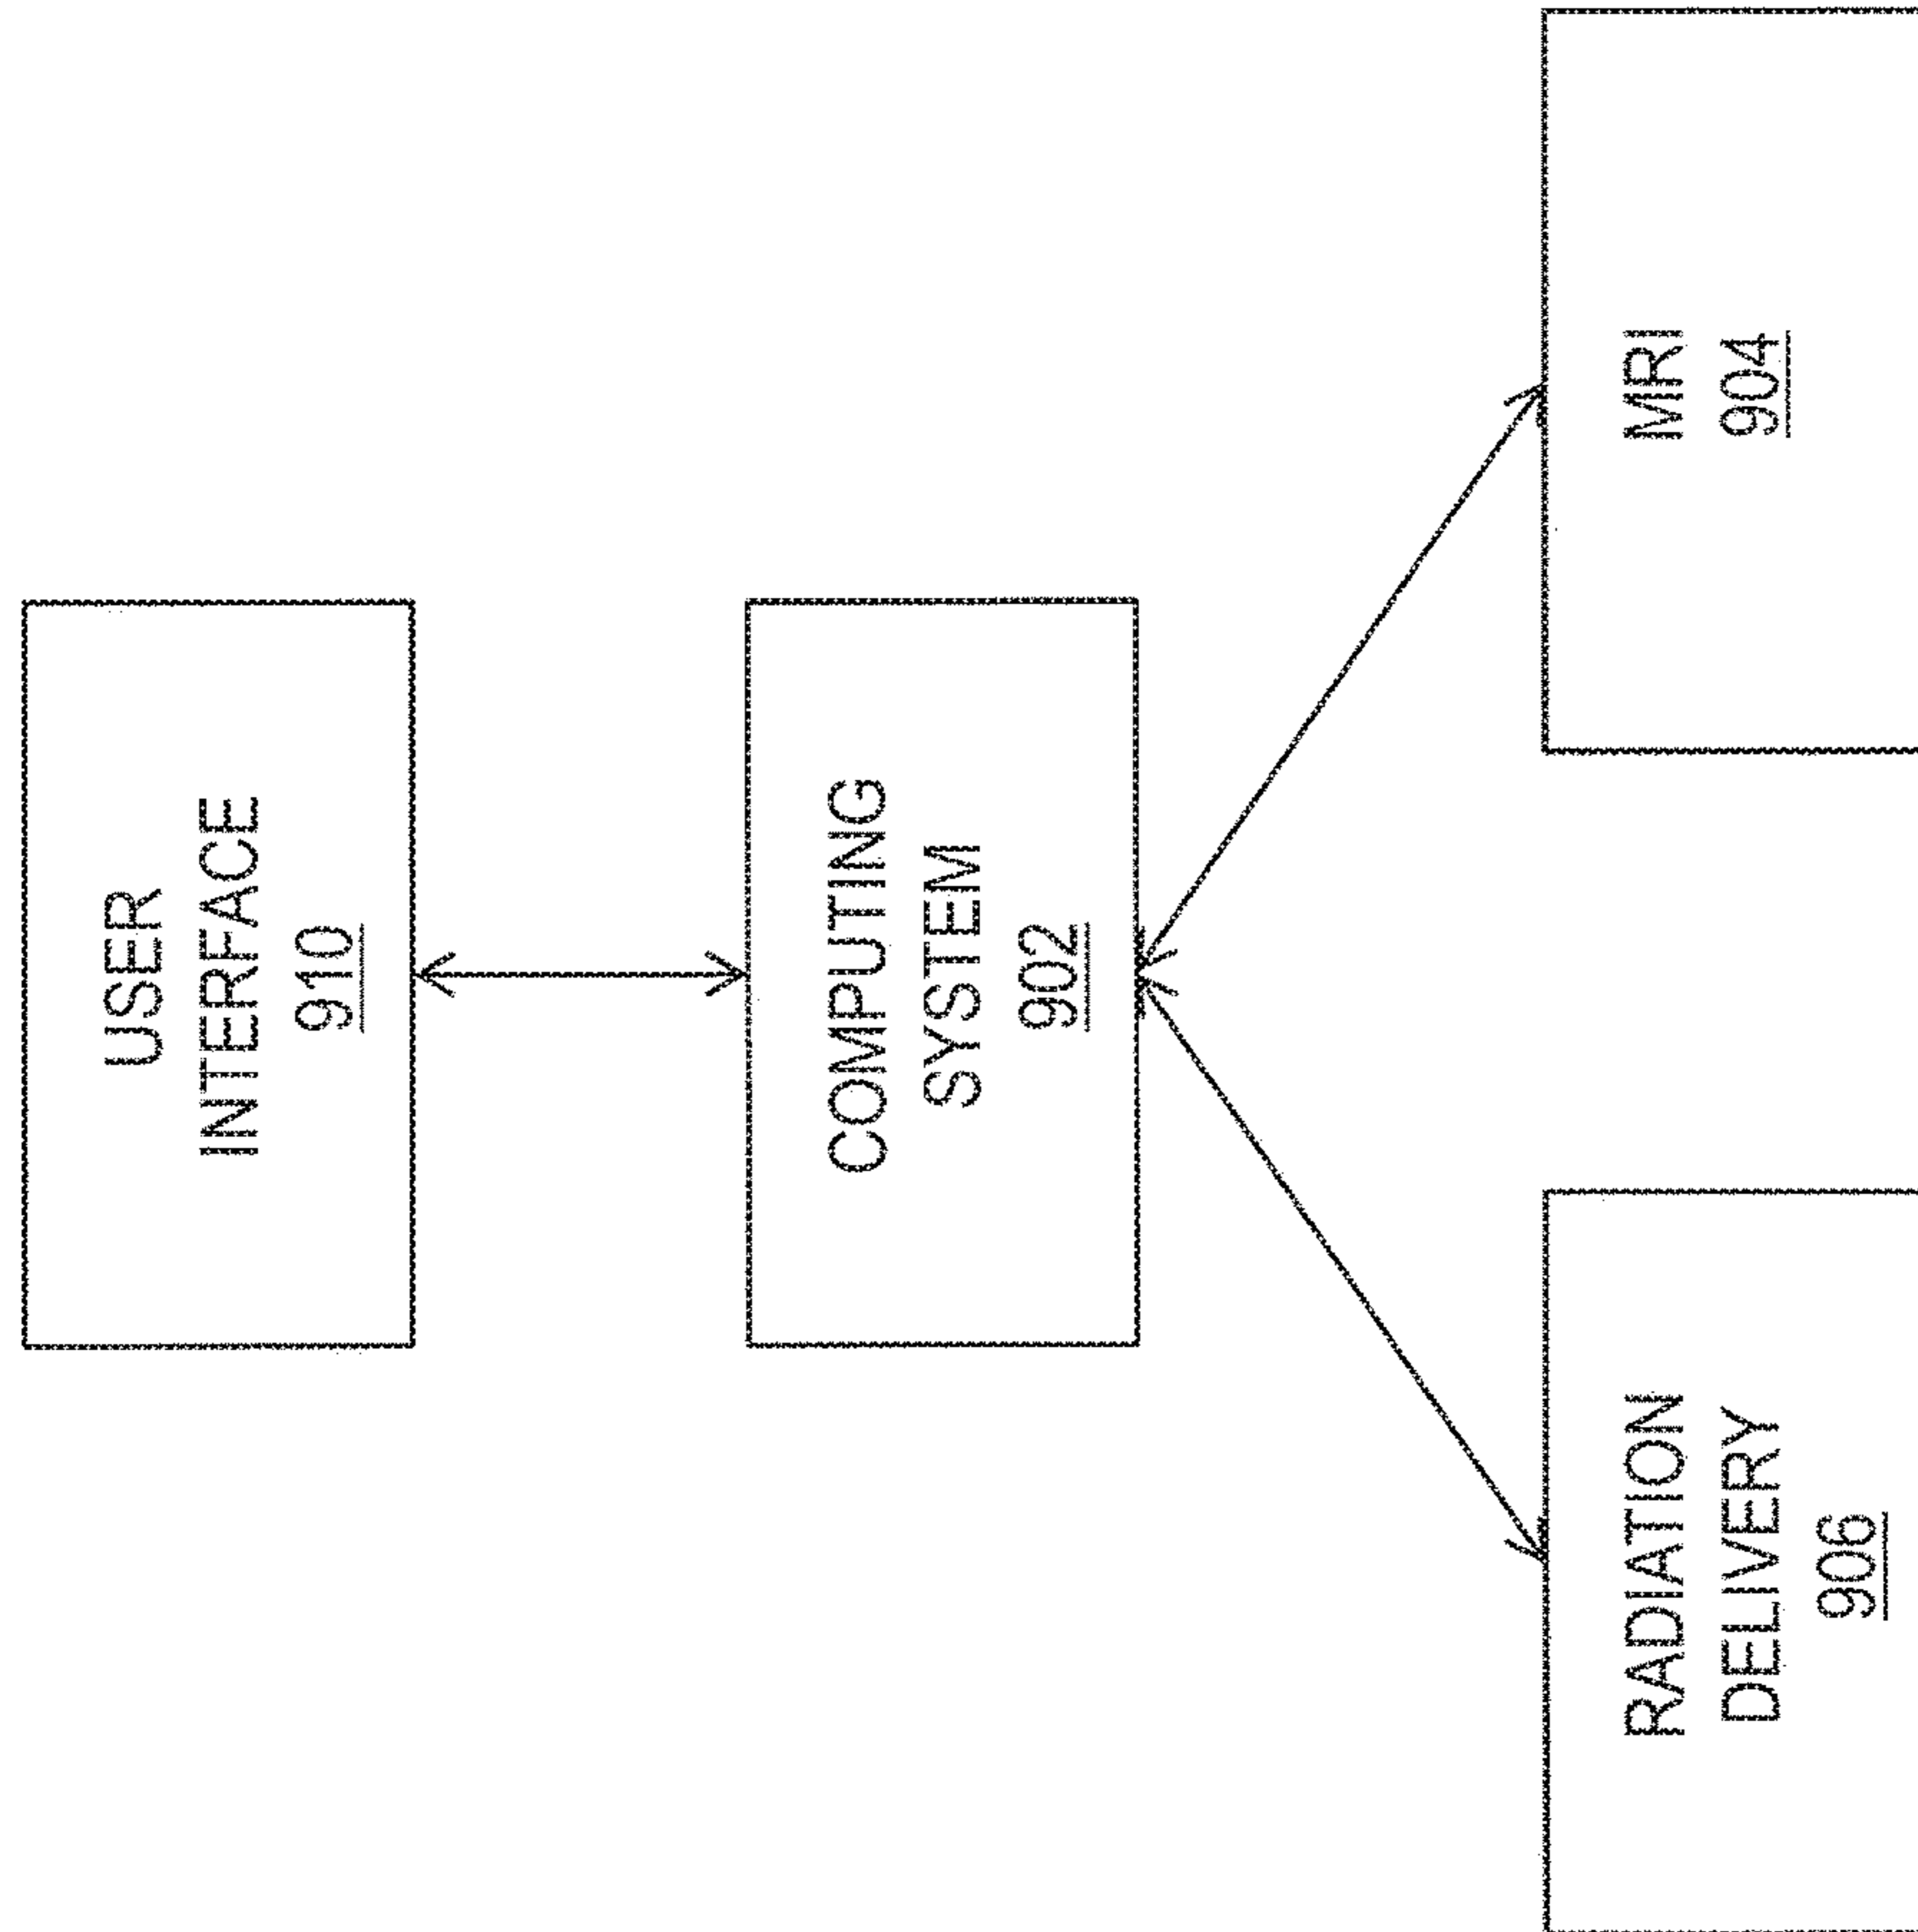 USER
INTERFACE
910
COMPUTING
SYSTEM
902
RADIATION
DELIVERY
906
MRI
904